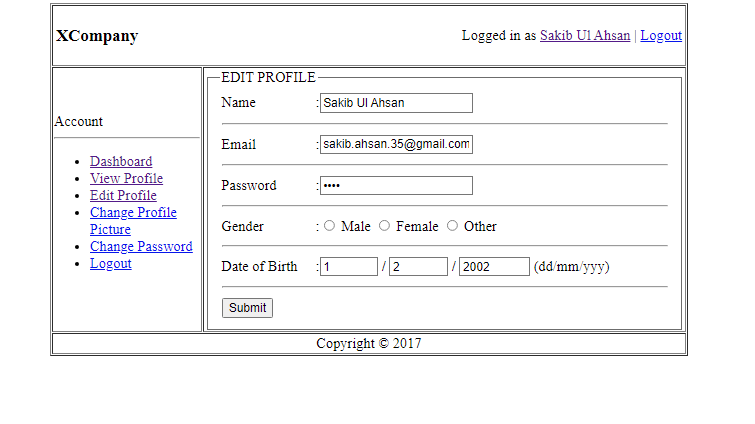 XCompany
Logged in as Sakib Ul Ahsan | Logout
Account
Dashboard
View Profile
Edit Profile
Change Profile
Picture
Change Password
Logout
EDIT PROFILE
Name : Sakib Ul Ahsan
Email : sakib.ahsan.35@gmail.com
Password : ••••
Gender : Male Female Other
Date of Birth : 1 / 2 / 2002 (dd/mm/yyy)
Submit
Copyright © 2017